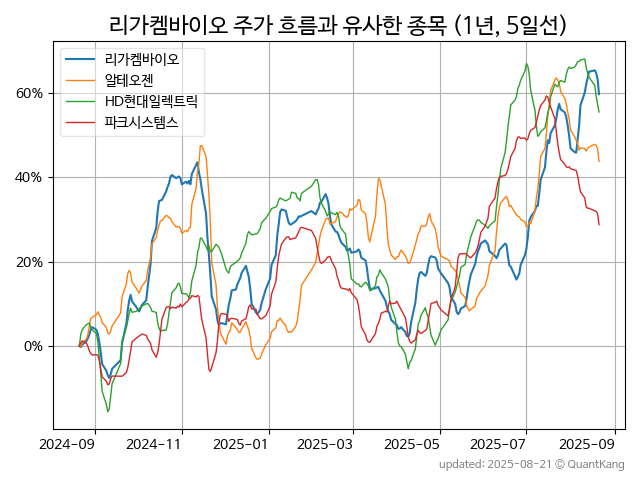 리가켐바이오 주가 흐름과 유사한 종목 (1년, 5일선)
리가켐바이오
알테오젠
HD현대일렉트릭
파크시스템스
60%
40%
20%
0%
2024-09 2024-11 2025-01 2025-03 2025-05 2025-07 2025-09
updated: 2025-08-21 © QuantKang